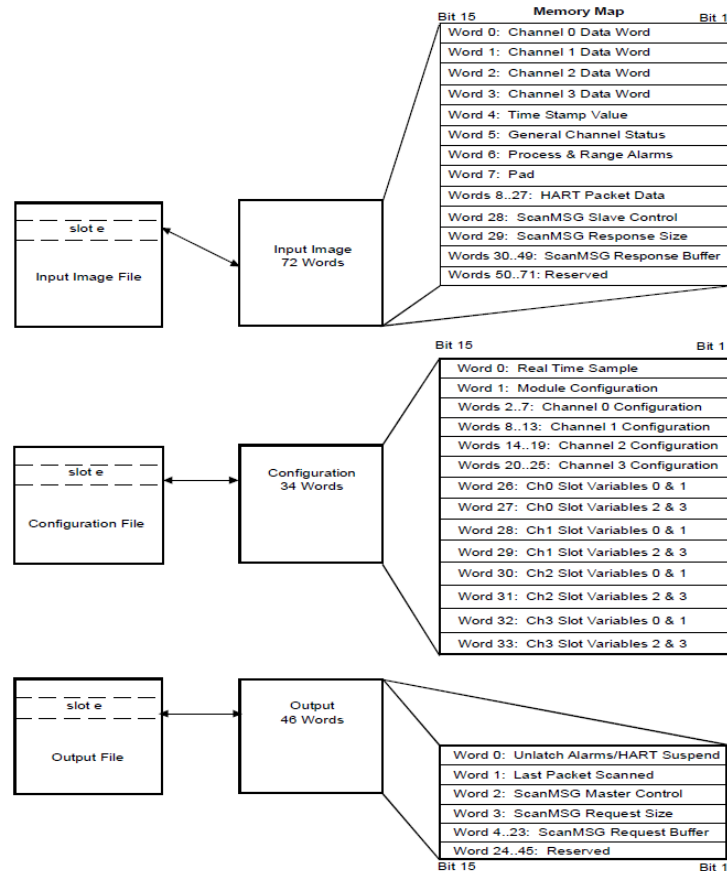 Memory Map
Bit 15 Bit 1
Word 0: Channel 0 Data Word
Word 1: Channel 1 Data Word
Word 2: Channel 2 Data Word
Word 3: Channel 3 Data Word
Word 4: Time Stamp Value
Word 5: General Channel Status
Word 6: Process & Range Alarms
Word 7: Pad
Words 8..27: HART Packet Data
Word 28: ScanMSG Slave Control
Word 29: ScanMSG Response Size
Words 30..49: ScanMSG Response Buffer
Words 50..71: Reserved
slot e
Input Image File
Input Image
72 Words
Bit 15 Bit 1
Word 0: Real Time Sample
Word 1: Module Configuration
Words 2..7: Channel 0 Configuration
Words 8..13: Channel 1 Configuration
Words 14..19: Channel 2 Configuration
Words 20..25: Channel 3 Configuration
Word 26: Ch0 Slot Variables 0 & 1
Word 27: Ch0 Slot Variables 2 & 3
Word 28: Ch1 Slot Variables 0 & 1
Word 29: Ch1 Slot Variables 2 & 3
Word 30: Ch2 Slot Variables 0 & 1
Word 31: Ch2 Slot Variables 2 & 3
Word 32: Ch3 Slot Variables 0 & 1
Word 33: Ch3 Slot Variables 2 & 3
slot e
Configuration File
Configuration
34 Words
slot e
Output File
Output
46 Words
Word 0: Unlatch Alarms/HART Suspend
Word 1: Last Packet Scanned
Word 2: ScanMSG Master Control
Word 3: ScanMSG Request Size
Word 4..23: ScanMSG Request Buffer
Word 24..45: Reserved
Bit 15 Bit 1